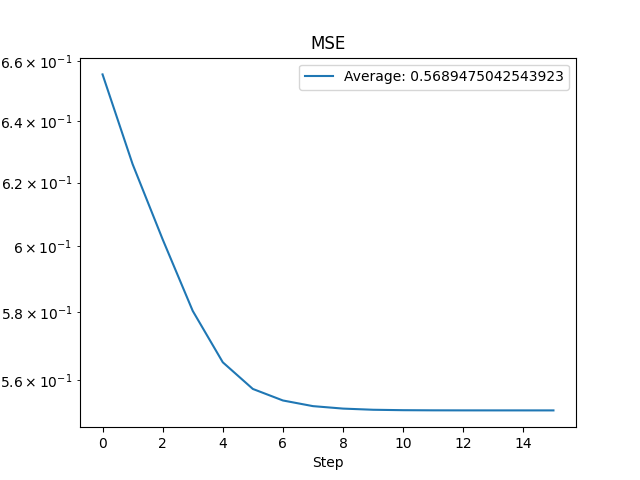 MSE
Average: 0.5689475042543923
6.6 × 10⁻¹
6.4 × 10⁻¹
6.2 × 10⁻¹
6 × 10⁻¹
5.8 × 10⁻¹
5.6 × 10⁻¹
0 2 4 6 8 10 12 14
Step